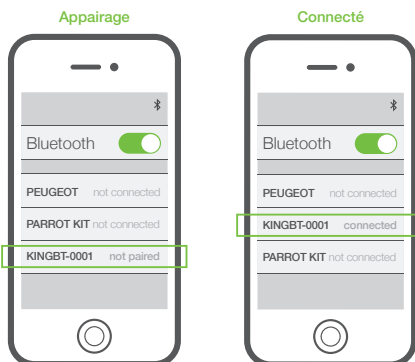 Appairage
Bluetooth
PEUGEOT not connected
PARROT KIT not connected
KINGBT-0001 not paired
Connecté
Bluetooth
PEUGEOT not connected
KINGBT-0001 connected
PARROT KIT not connected